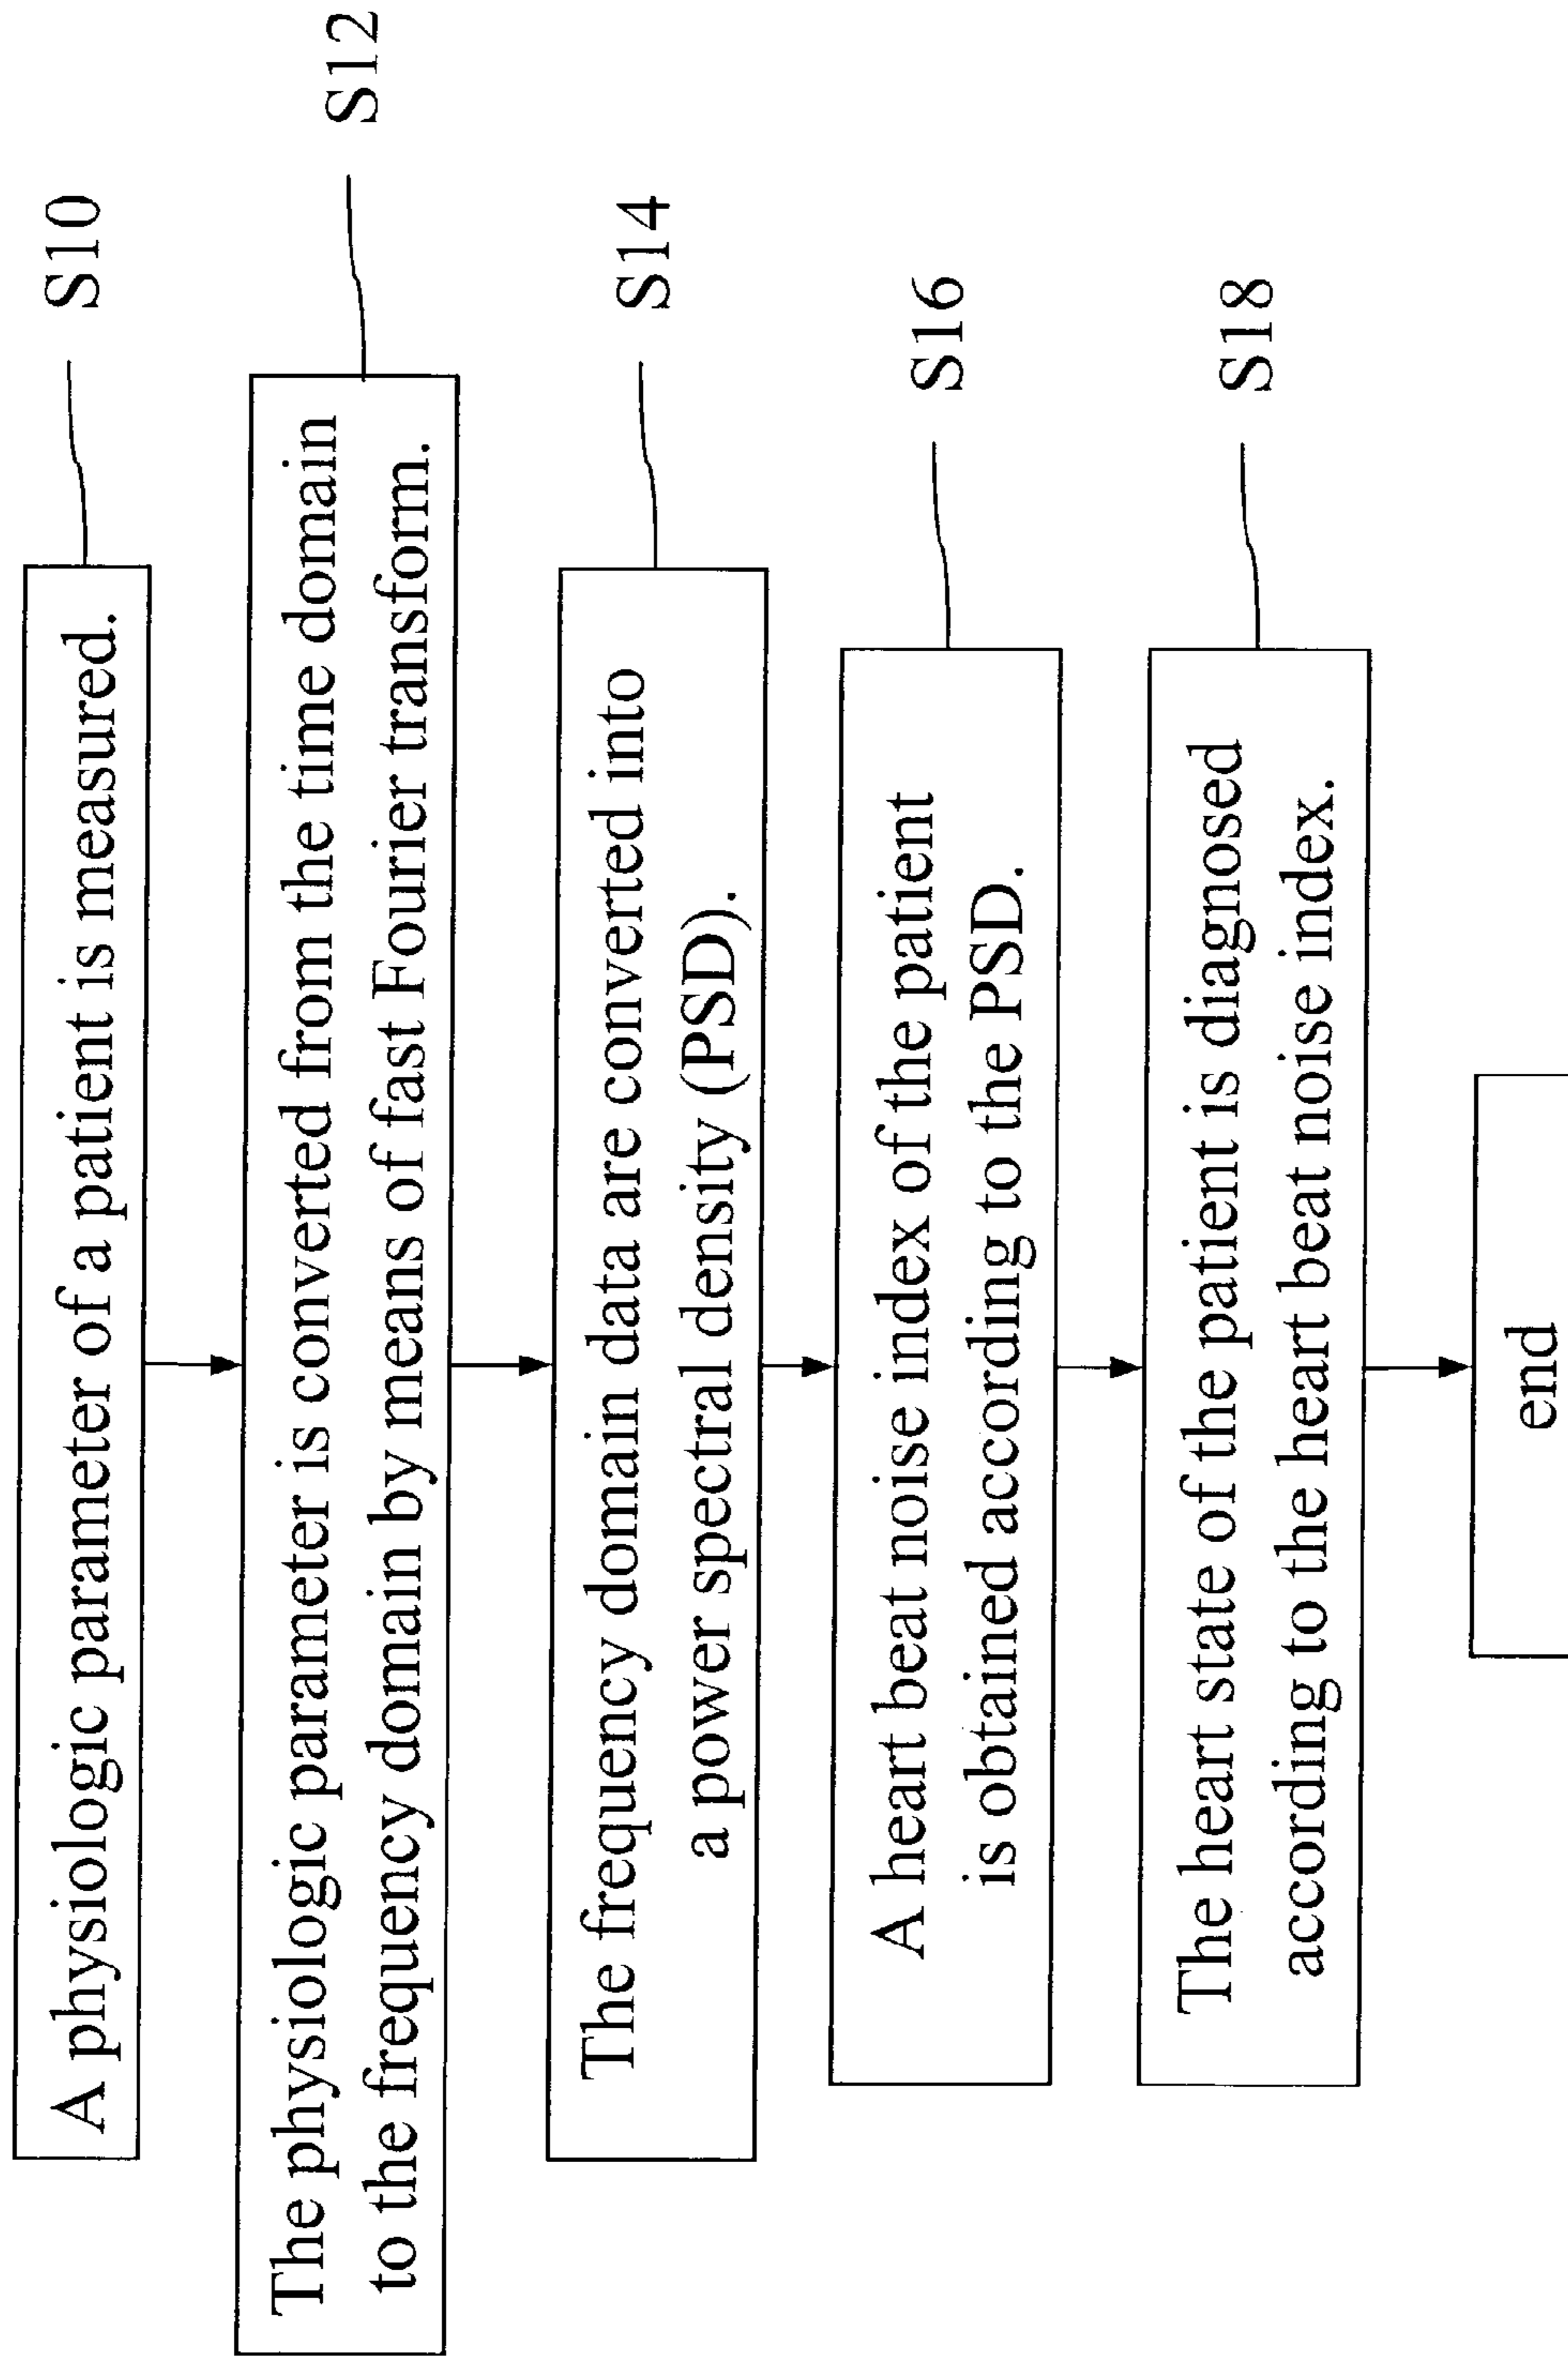 A physiologic parameter of a patient is measured.
S10
The physiologic parameter is converted from the time domain
to the frequency domain by means of fast Fourier transform.
S12
The frequency domain data are converted into
a power spectral density (PSD).
S14
A heart beat noise index of the patient
is obtained according to the PSD.
S16
The heart state of the patient is diagnosed
according to the heart beat noise index.
S18
end